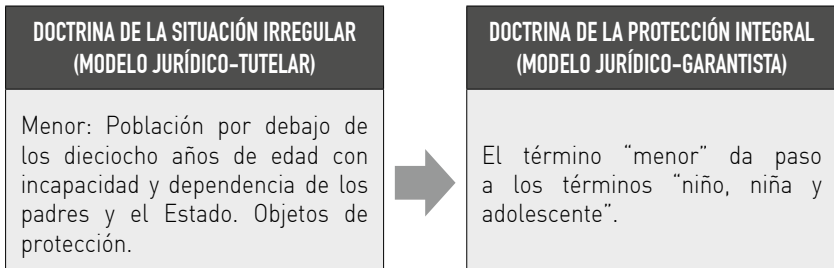 DOCTRINA DE LA SITUACIÓN IRREGULAR
(MODELO JURÍDICO-TUTELAR)
Menor: Población por debajo de
los dieciocho años de edad con
incapacidad y dependencia de los
padres y el Estado. Objetos de
protección.
DOCTRINA DE LA PROTECCIÓN INTEGRAL
(MODELO JURÍDICO-GARANTISTA)
El término “menor” da paso
a los términos “niño, niña y
adolescente”.